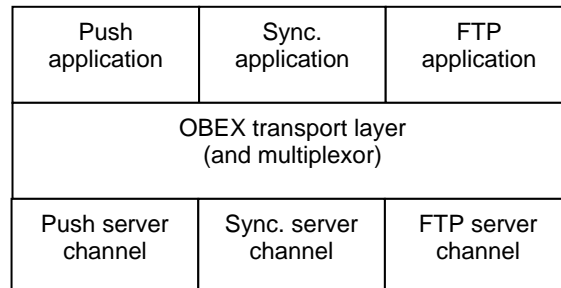 Push
application
Sync.
application
FTP
application
OBEX transport layer
(and multiplexor)
Push server
channel
Sync. server
channel
FTP server
channel